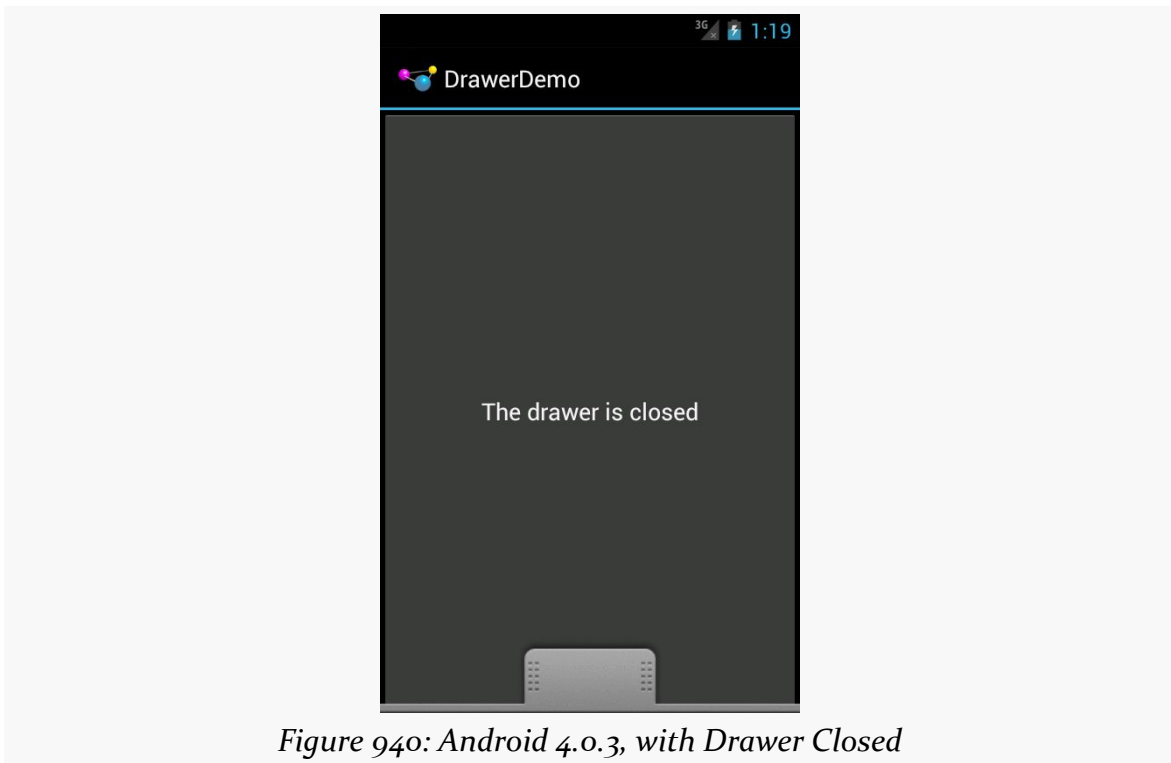 3G 1:19
DrawerDemo
The drawer is closed
Figure 940: Android 4.0.3, with Drawer Closed